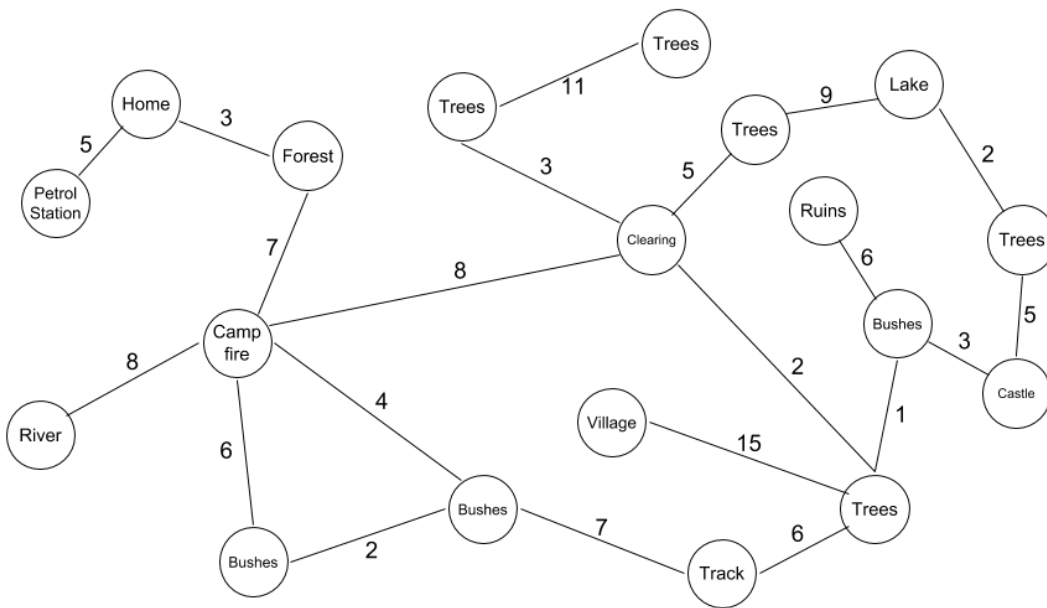 Trees
11
Trees
Lake
9
Home
3
Trees
5
Forest
3
5
2
Petrol
Station
Ruins
Clearing
Trees
7
8
6
5
Bushes
3
Camp
fire
8
2
Castle
4
1
Village
River
15
6
Bushes
7
6
Trees
2
Bushes
Track